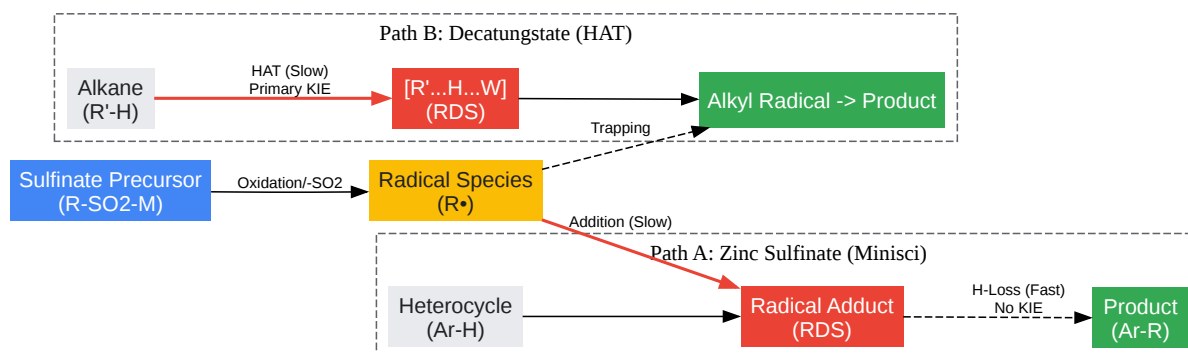 Path B: Decatungstate (HAT)
Alkane
(R'-H)
HAT (Slow)
Primary KIE
[R'...H...W]
(RDS)
Alkyl Radical -> Product
Trapping
Sulfinate Precursor
(R-SO2-M)
Oxidation/-SO2
Radical Species
(R•)
Addition (Slow)
Path A: Zinc Sulfinate (Minisci)
Heterocycle
(Ar-H)
Radical Adduct
(RDS)
H-Loss (Fast)
No KIE
Product
(Ar-R)